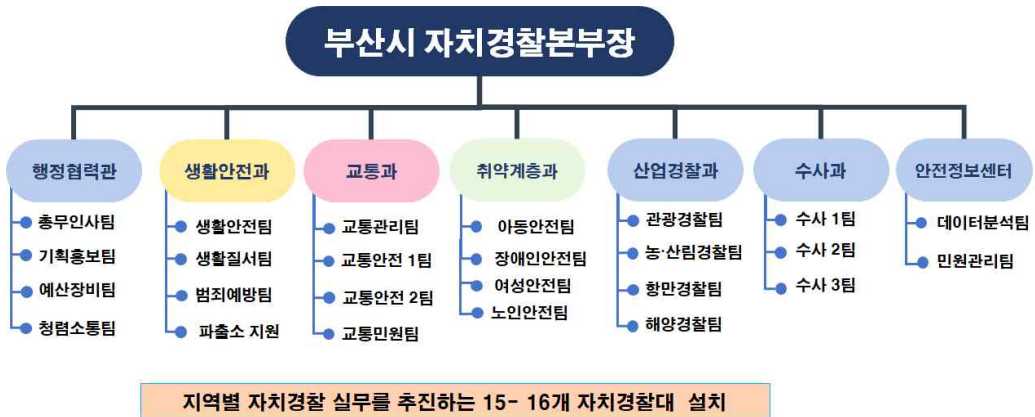 부산시 자치경찰본부장
행정협력관
총무인사팀
기획홍보팀
예산장비팀
청렴소통팀
생활안전과
생활안전팀
생활질서팀
범죄예방팀
파출소 지원
교통과
교통관리팀
교통안전 1팀
교통안전 2팀
교통민원팀
취약계층과
아동안전팀
장애인안전팀
여성안전팀
노인안전팀
산업경찰과
관광경찰팀
농·산림경찰팀
항만경찰팀
해양경찰팀
수사과
수사 1팀
수사 2팀
수사 3팀
안전정보센터
데이터분석팀
민원관리팀
지역별 자치경찰 실무를 추진하는 15- 16개 자치경찰대 설치